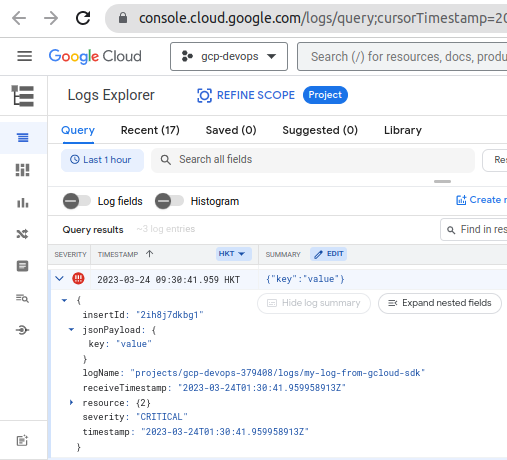 console.cloud.google.com/logs/query;cursorTimestamp=20
Google Cloud
gcp-devops
Search (/) for resources, docs, produ
Logs Explorer
REFINE SCOPE
Project
Query
Recent (17)
Saved (0)
Suggested (0)
Library
Last 1 hour
Search all fields
Res
Log fields
Histogram
Create
Query results
~3 log entries
Find in res
SEVERITY
TIMESTAMP
HKT
SUMMARY
EDIT
2023-03-24 09:30:41.959 HKT
{"key":"value"}
{
Hide log summary
Expand nested fields
insertId: "2ih8j7dkbg1"
jsonPayload: {
key: "value"
}
logName: "projects/gcp-devops-379408/logs/my-log-from-gcloud-sdk"
receiveTimestamp: "2023-03-24T01:30:41.959958913Z"
resource: {2}
severity: "CRITICAL"
timestamp: "2023-03-24T01:30:41.959958913Z"
}